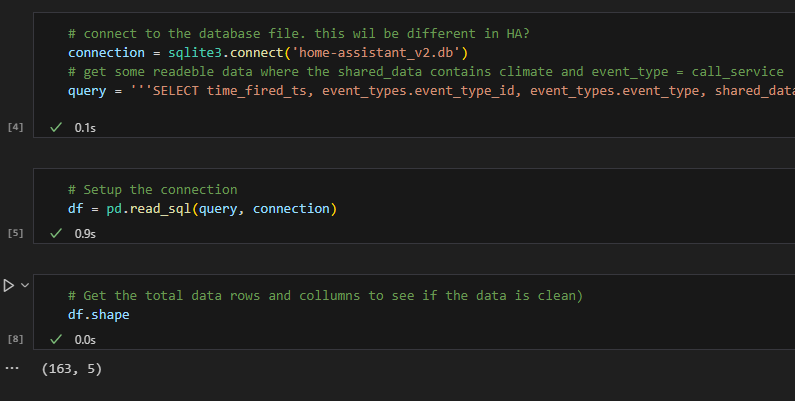 # connect to the database file. this wil be different in HA?
connection = sqlite3.connect('home-assistant_v2.db')
# get some readeble data where the shared_data contains climate and event_type = call_service
query = '''SELECT time_fired_ts, event_types.event_type_id, event_types.event_type, shared_data
[4] 0.1s
# Setup the connection
df = pd.read_sql(query, connection)
[5] 0.9s
# Get the total data rows and collumns to see if the data is clean)
df.shape
[8] 0.0s
... (163, 5)